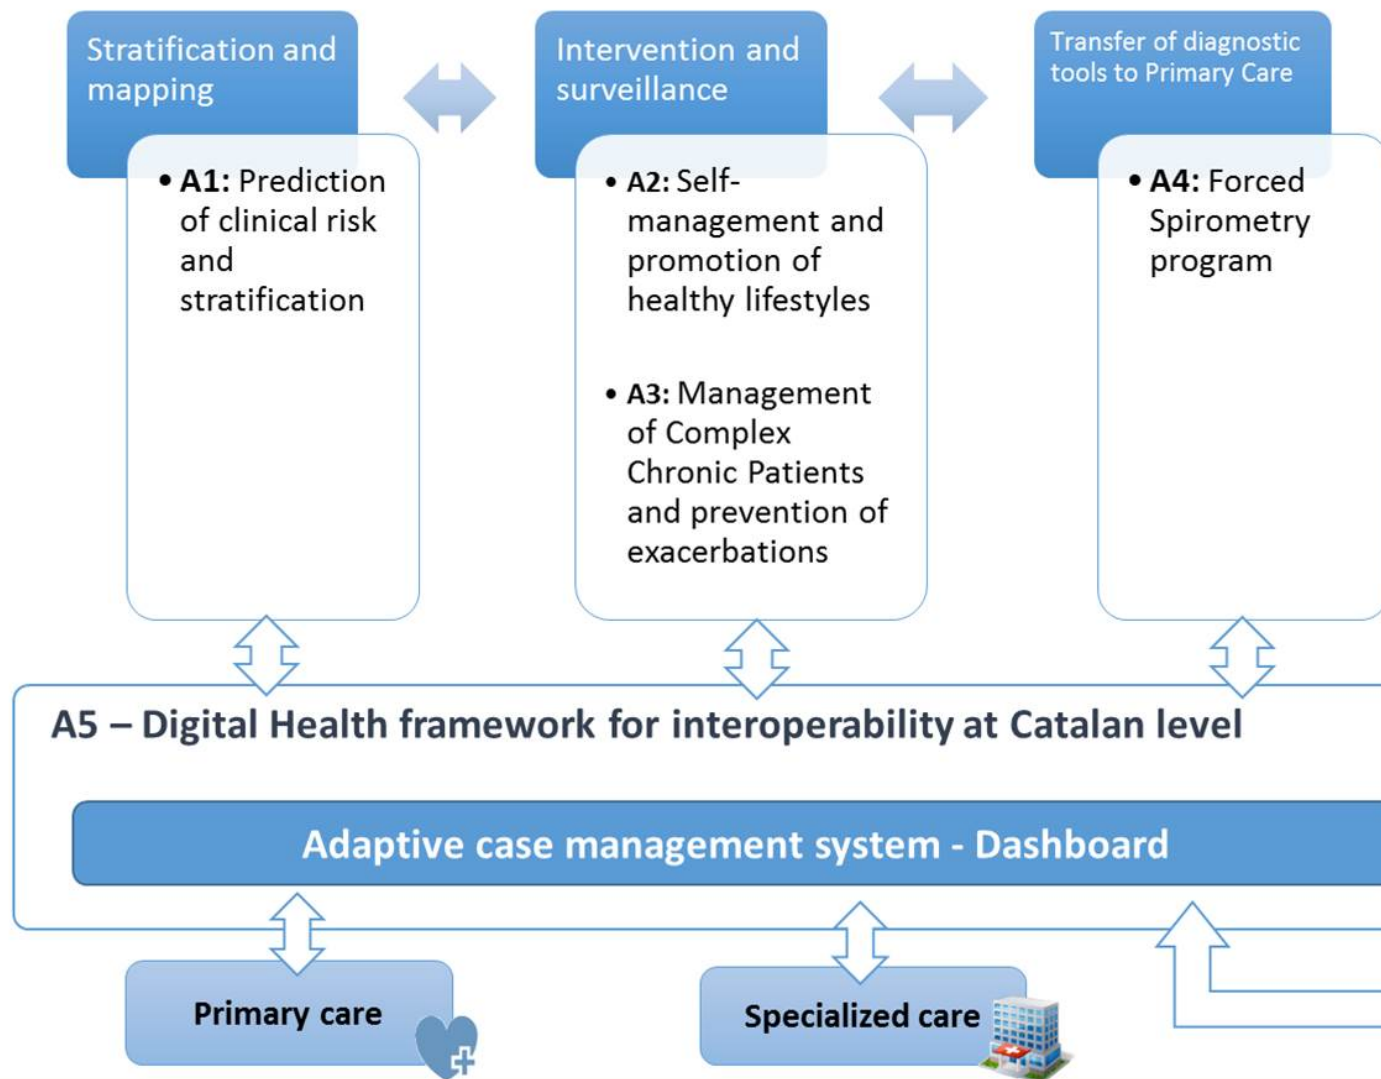 Stratification and
mapping
• A1: Prediction
of clinical risk
and
stratification
Intervention and
surveillance
• A2: Self-
management and
promotion of
healthy lifestyles
• A3: Management
of Complex
Chronic Patients
and prevention of
exacerbations
Transfer of diagnostic
tools to Primary Care
• A4: Forced
Spirometry
program
A5 – Digital Health framework for interoperability at Catalan level
Adaptive case management system - Dashboard
Primary care
Specialized care